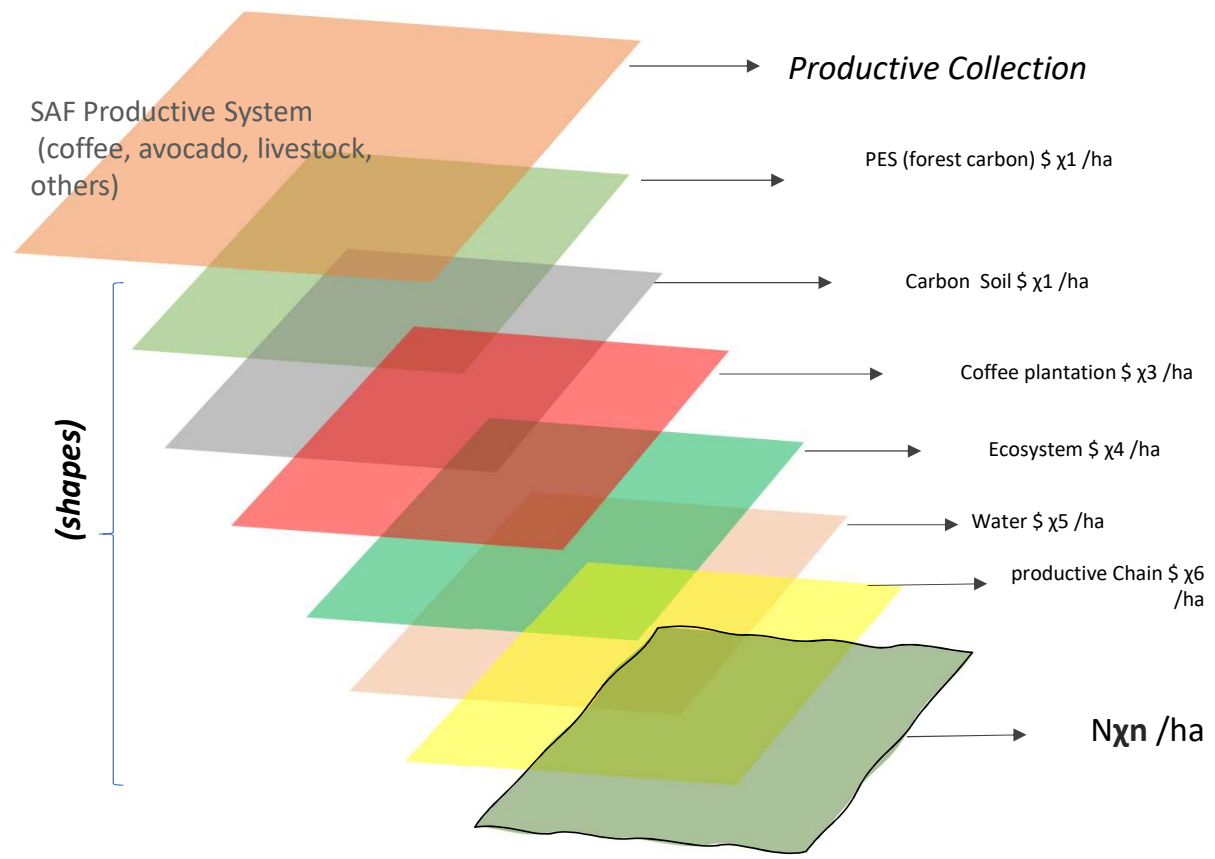 Productive Collection
SAF Productive System
(coffee, avocado, livestock,
others)
PES (forest carbon) $ χ1 /ha
Carbon Soil $ χ1 /ha
Coffee plantation $ χ3 /ha
(shapes)
Ecosystem $ χ4 /ha
Water $ χ5 /ha
productive Chain $ χ6
/ha
Nχn /ha